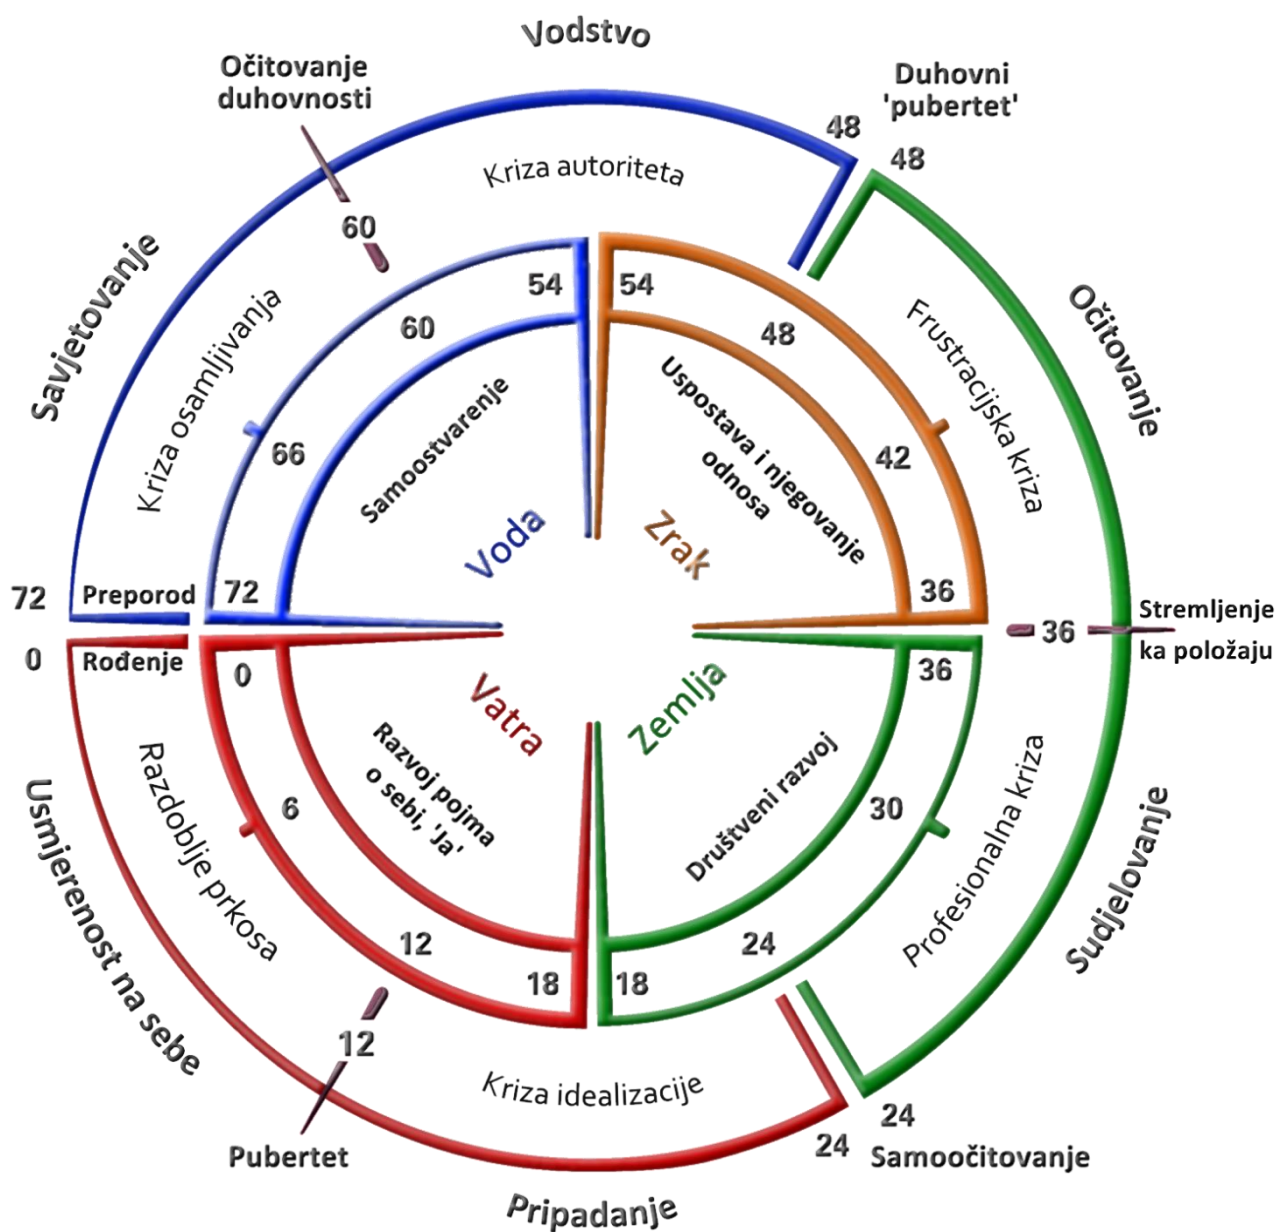 Vodstvo
Očitovanje
duhovnosti
Duhovni
'pubertet'
48
48
Kriza autoriteta
60
Savjetovanje
Očitovanje
Kriza osamljivanja
Frustracijska kriza
54
54
60
48
66
42
Samoostvarenje
Uspostava i njegovanje
odnosa
Voda
Zrak
72
Preporod
72
36
36
Stremljenje
ka položaju
0
Rođenje
0
36
Vatra
Zemlja
Razvoj pojma
o sebi, 'Ja'
Društveni razvoj
6
30
12
24
18
18
Razdoblje prkosa
Profesionalna kriza
Usmjerenost na sebe
Sudjelovanje
12
Kriza idealizacije
Pubertet
24
24
Samoočitovanje
Pripadanje